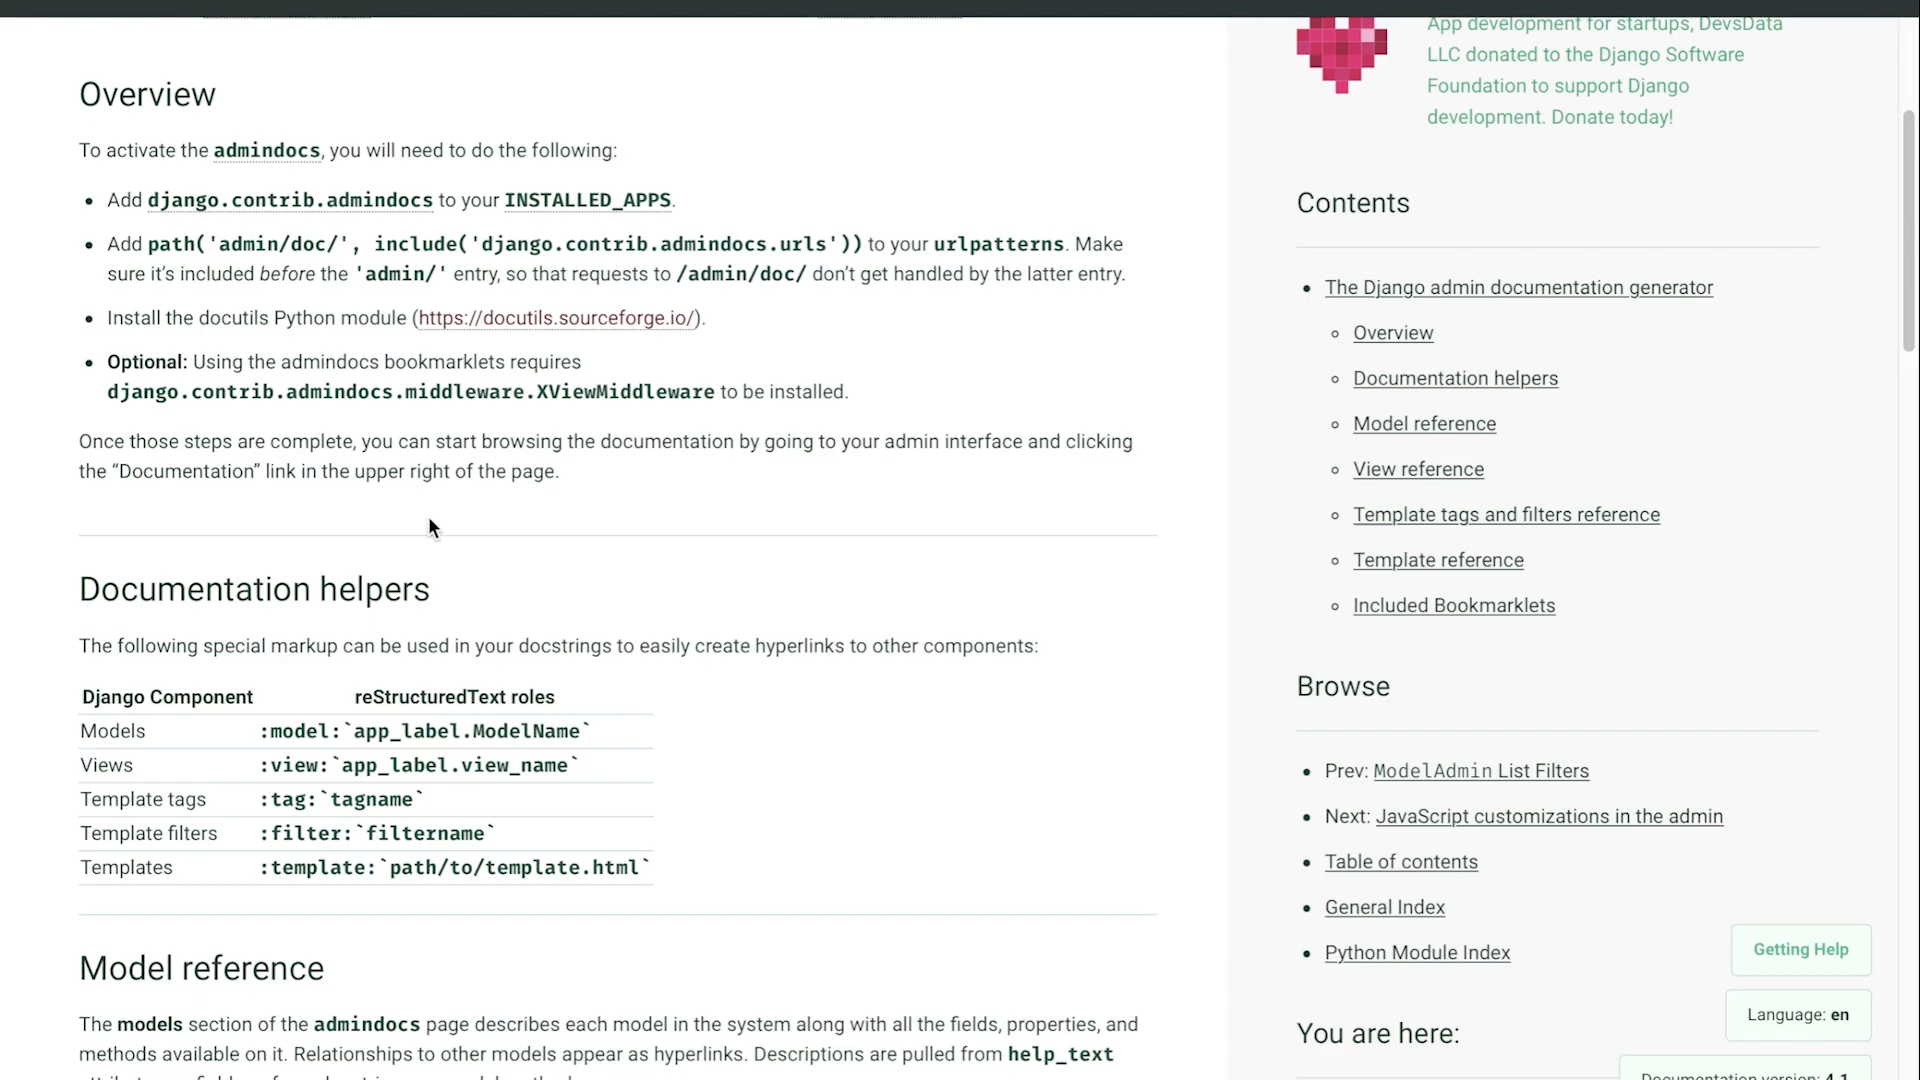 Overview
To activate the admindocs, you will need to do the following:
• Add django.contrib.admindocs to your INSTALLED_APPS.
• Add path('admin/doc/', include('django.contrib.admindocs.urls')) to your urlpatterns. Make
sure it’s included before the 'admin/' entry, so that requests to /admin/doc/ don’t get handled by the latter entry.
• Install the docutils Python module (https://docutils.sourceforge.io/).
• Optional: Using the admindocs bookmarklets requires
django.contrib.admindocs.middleware.XViewMiddleware to be installed.
Once those steps are complete, you can start browsing the documentation by going to your admin interface and clicking
the “Documentation” link in the upper right of the page.
Documentation helpers
The following special markup can be used in your docstrings to easily create hyperlinks to other components:
Django Component reStructuredText roles
Models :model:`app_label.ModelName`
Views :view:`app_label.view_name`
Template tags :tag:`tagname`
Template filters :filter:`filtername`
Templates :template:`path/to/template.html`
Model reference
The models section of the admindocs page describes each model in the system along with all the fields, properties, and
methods available on it. Relationships to other models appear as hyperlinks. Descriptions are pulled from help_text
App development for startups, DevsData
LLC donated to the Django Software
Foundation to support Django
development. Donate today!
Contents
• The Django admin documentation generator
◦ Overview
◦ Documentation helpers
◦ Model reference
◦ View reference
◦ Template tags and filters reference
◦ Template reference
◦ Included Bookmarklets
Browse
• Prev: ModelAdmin List Filters
• Next: JavaScript customizations in the admin
• Table of contents
• General Index
• Python Module Index
You are here:
Getting Help
Language: en
Documentation version: 4.1